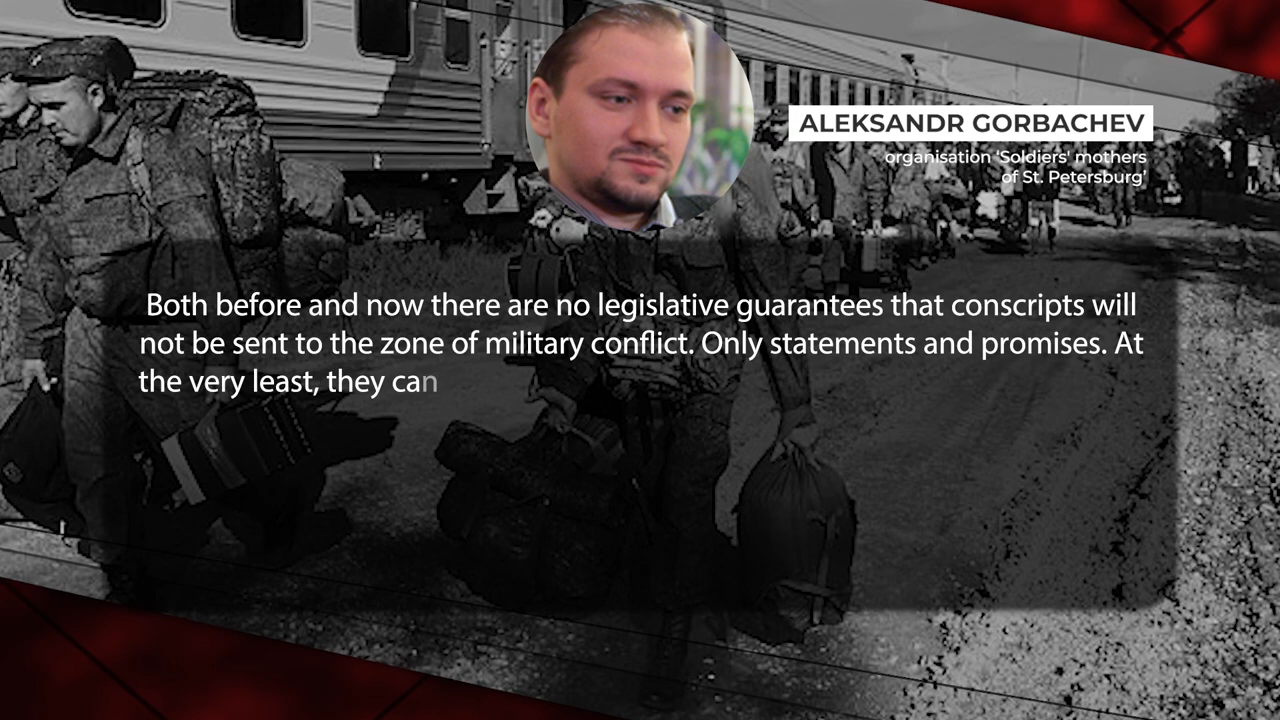 ALEKSANDR GORBACHEV
organisation 'Soldiers' mothers
of St. Petersburg'
Both before and now there are no legislative guarantees that conscripts will
not be sent to the zone of military conflict. Only statements and promises. At
the very least, they can